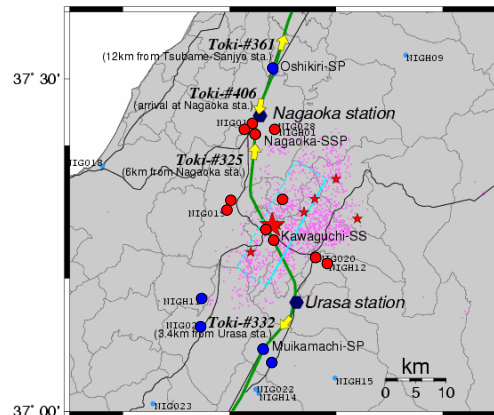 Toki-#361
(12km from Tsubame-Sanjyo sta.)
NIGH09
Oshikiri-SP
37° 30'
Toki-#406
(arrival at Nagaoka sta.)
Nagaoka station
NIG028
NIGH01
Nagaoka-SSP
Toki-#325
(6km from Nagaoka sta.)
NIG018
NIG019
Kawaguchi-SS
NIG020
NIGH12
Urasa station
Toki-#332
(3.4km from Urasa sta.)
Muikamachi-SP
km
0 5 10
NIGH15
NIG022
NIGH14
NIG023
37° 00'